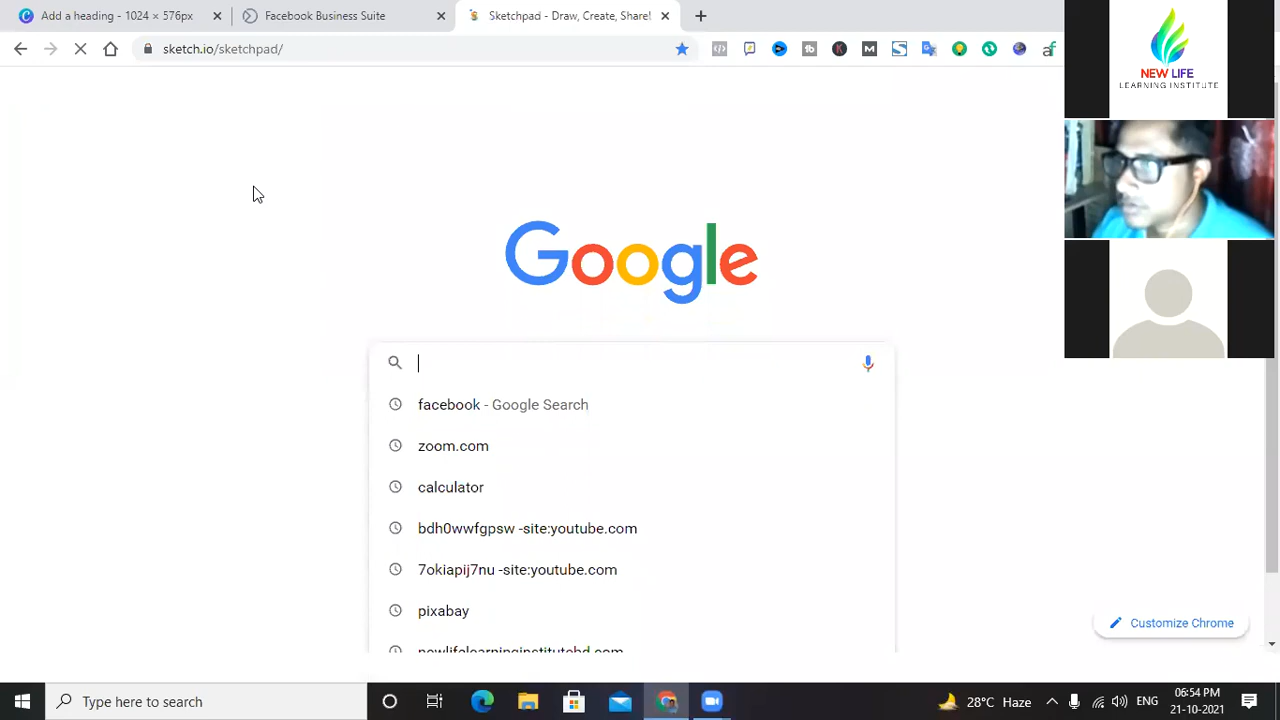 Add a heading - 1024 × 576px
Facebook Business Suite
Sketchpad - Draw, Create, Share!
sketch.io/sketchpad/
NEW LIFE
LEARNING INSTITUTE
Google
facebook - Google Search
zoom.com
calculator
bdh0wwfgpsw -site:youtube.com
7okiapij7nu -site:youtube.com
pixabay
newlifelearninginstitutebd.com
Customize Chrome
Type here to search
28°C Haze
ENG
06:54 PM
21-10-2021